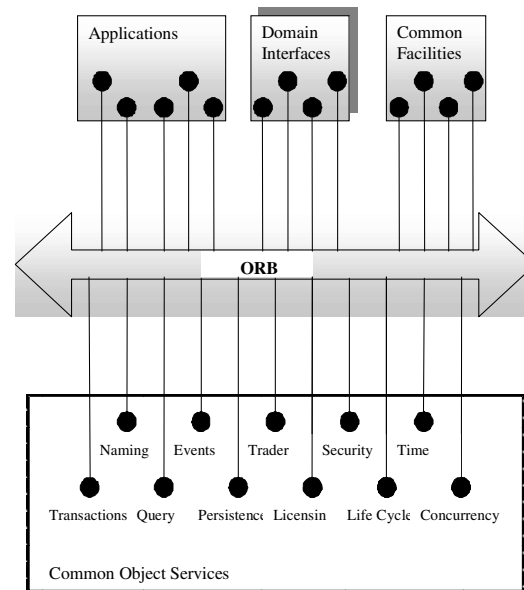 Applications
Domain
Interfaces
Common
Facilities
ORB
Naming Events Trader Security Time
Transactions Query Persistence Licensin Life Cycle Concurrency
Common Object Services